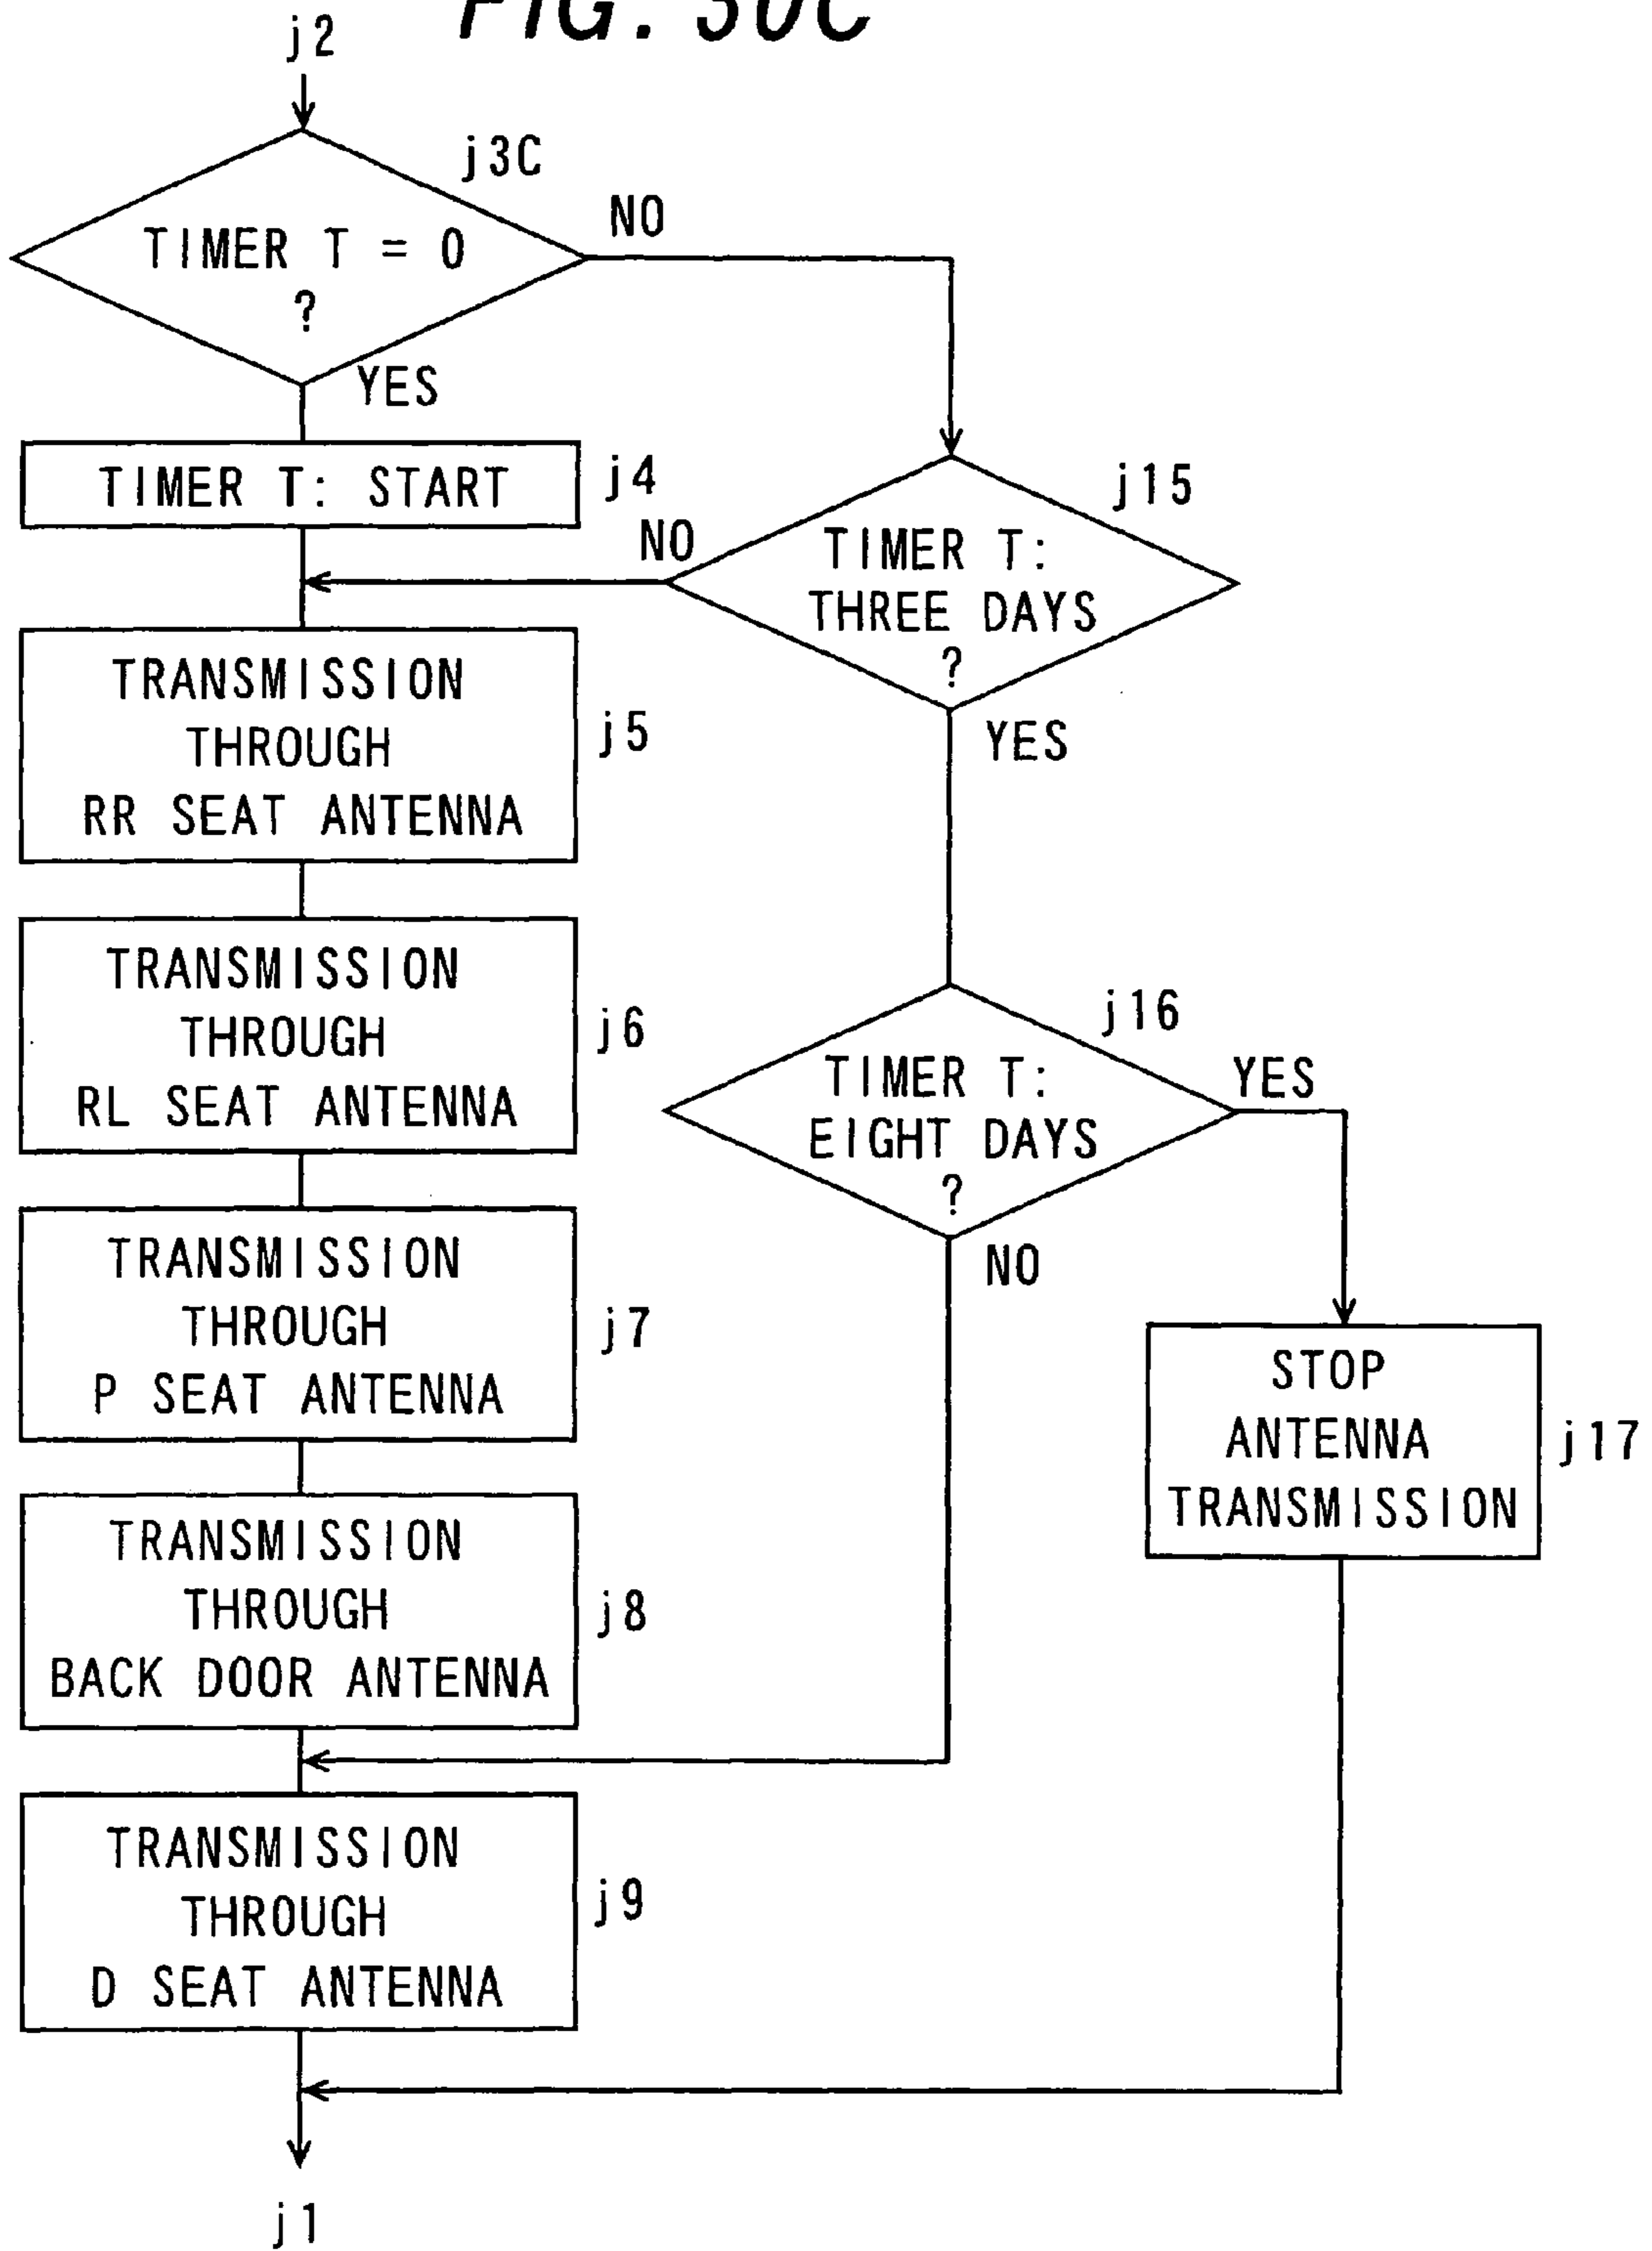 FIG. 30C
j2
j3C
TIMER T = 0
?
NO
YES
TIMER T: START
j4
j15
NO
TIMER T:
THREE DAYS
?
YES
TRANSMISSION
THROUGH
RR SEAT ANTENNA
j5
TRANSMISSION
THROUGH
RL SEAT ANTENNA
j6
j16
TIMER T:
EIGHT DAYS
?
YES
NO
TRANSMISSION
THROUGH
P SEAT ANTENNA
j7
STOP
ANTENNA
TRANSMISSION
j17
TRANSMISSION
THROUGH
BACK DOOR ANTENNA
j8
TRANSMISSION
THROUGH
D SEAT ANTENNA
j9
j1